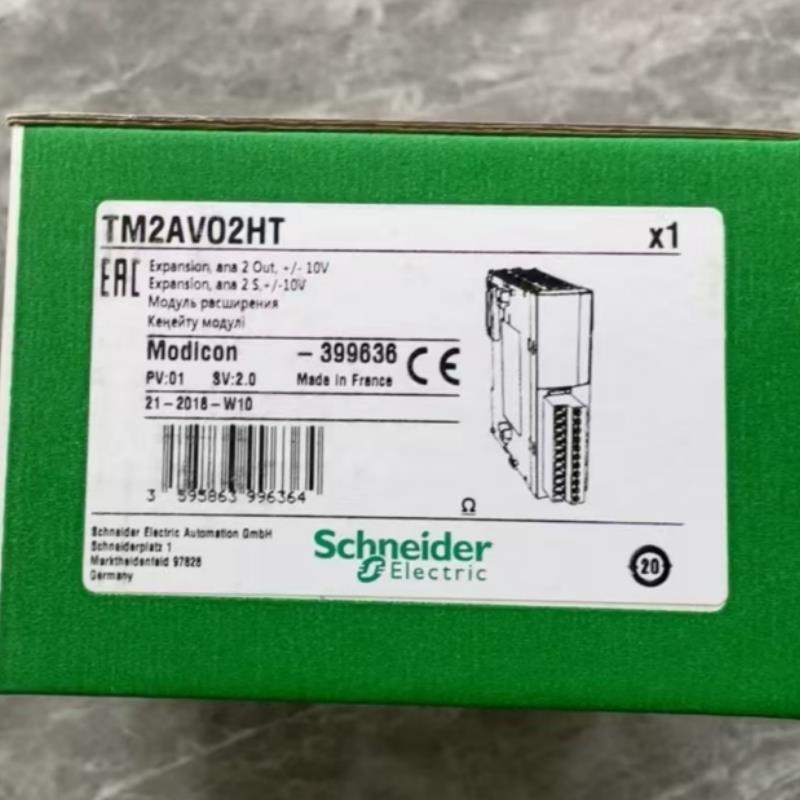 TM2AVO2HT x1
EAC
Expansion, ana 2 Out, +/- 10V
Expansion, ana 2 S,+/-10V
Модуль расширения
Кеңейту модулі
Modicon - 399636 CE
PV:01 SV:2.0 Made in France
21-2018-W10
3 595863 996364
Ω
Schneider Electric Automation GmbH
Schneiderplatz 1
Marktheidenfeld 97828
Germany
Schneider
Electric
20